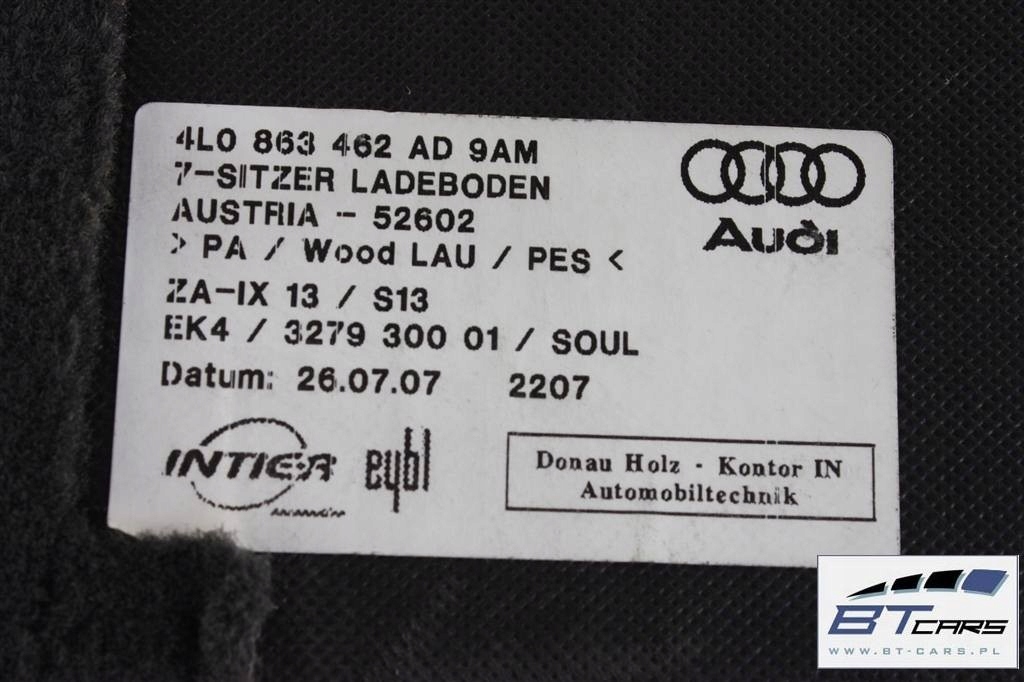 4L0 863 462 AD 9AM
7-SITZER LADEBODEN
AUSTRIA - 52602
> PA / Wood LAU / PES <
ZA-IX 13 / S13
EK4 / 3279 300 01 / SOUL
Datum: 26.07.07 2207
Audi
INTIER
eybl
Donau Holz - Kontor IN
Automobiltechnik
BT CARS
WWW.BT-CARS.PL